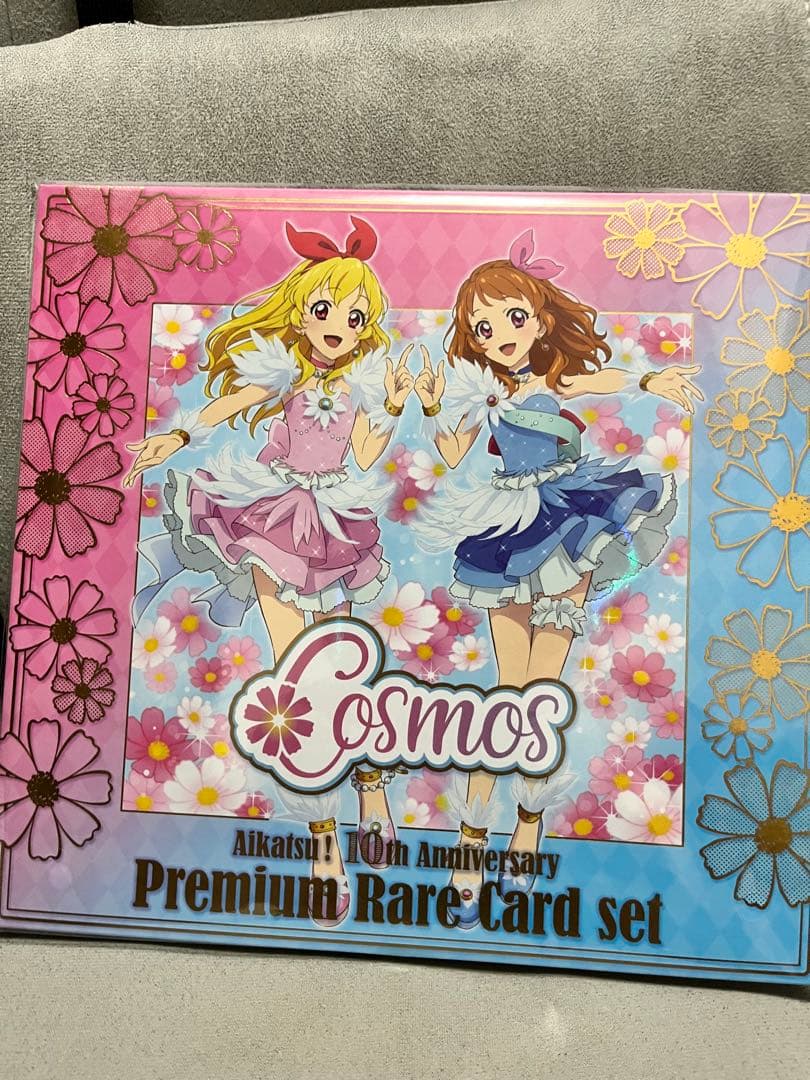 Cosmos
Aikatsu! 10th Anniversary
Premium Rare Card set